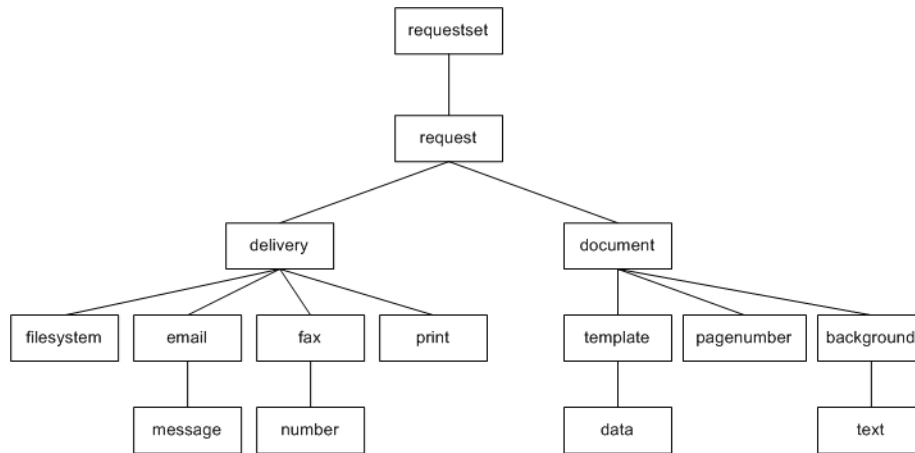 requestset
request
delivery
document
filesystem
email
fax
print
template
pagenumber
background
message
number
data
text